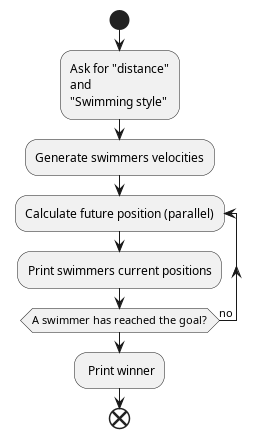 Ask for "distance"
and
"Swimming style"
Generate swimmers velocities
Calculate future position (parallel)
Print swimmers current positions
A swimmer has reached the goal?
no
Print winner